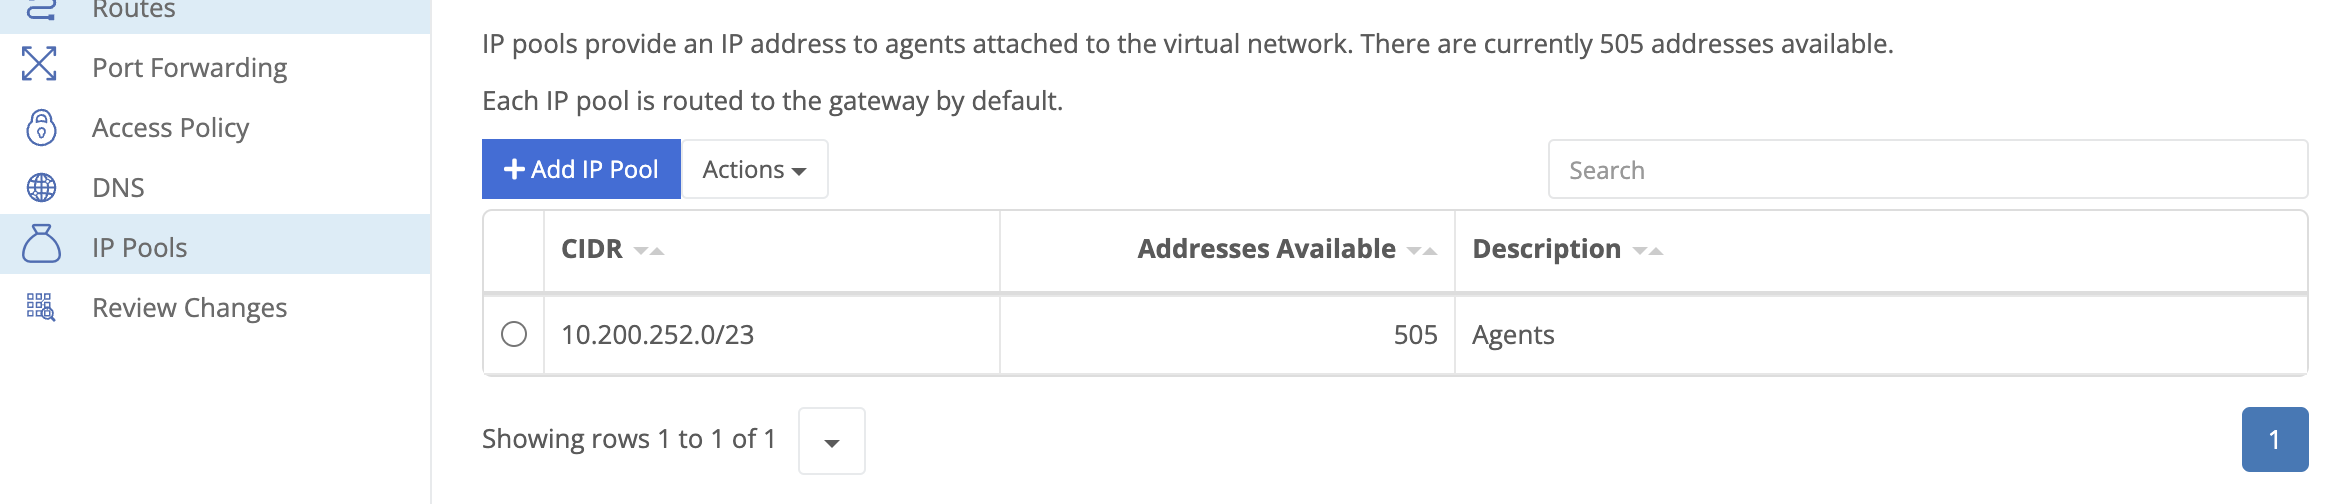 Routes
Port Forwarding
Access Policy
DNS
IP Pools
Review Changes
IP pools provide an IP address to agents attached to the virtual network. There are currently 505 addresses available.
Each IP pool is routed to the gateway by default.
Add IP Pool
Actions
Search
CIDR
Addresses Available
Description
10.200.252.0/23
505
Agents
Showing rows 1 to 1 of 1
1